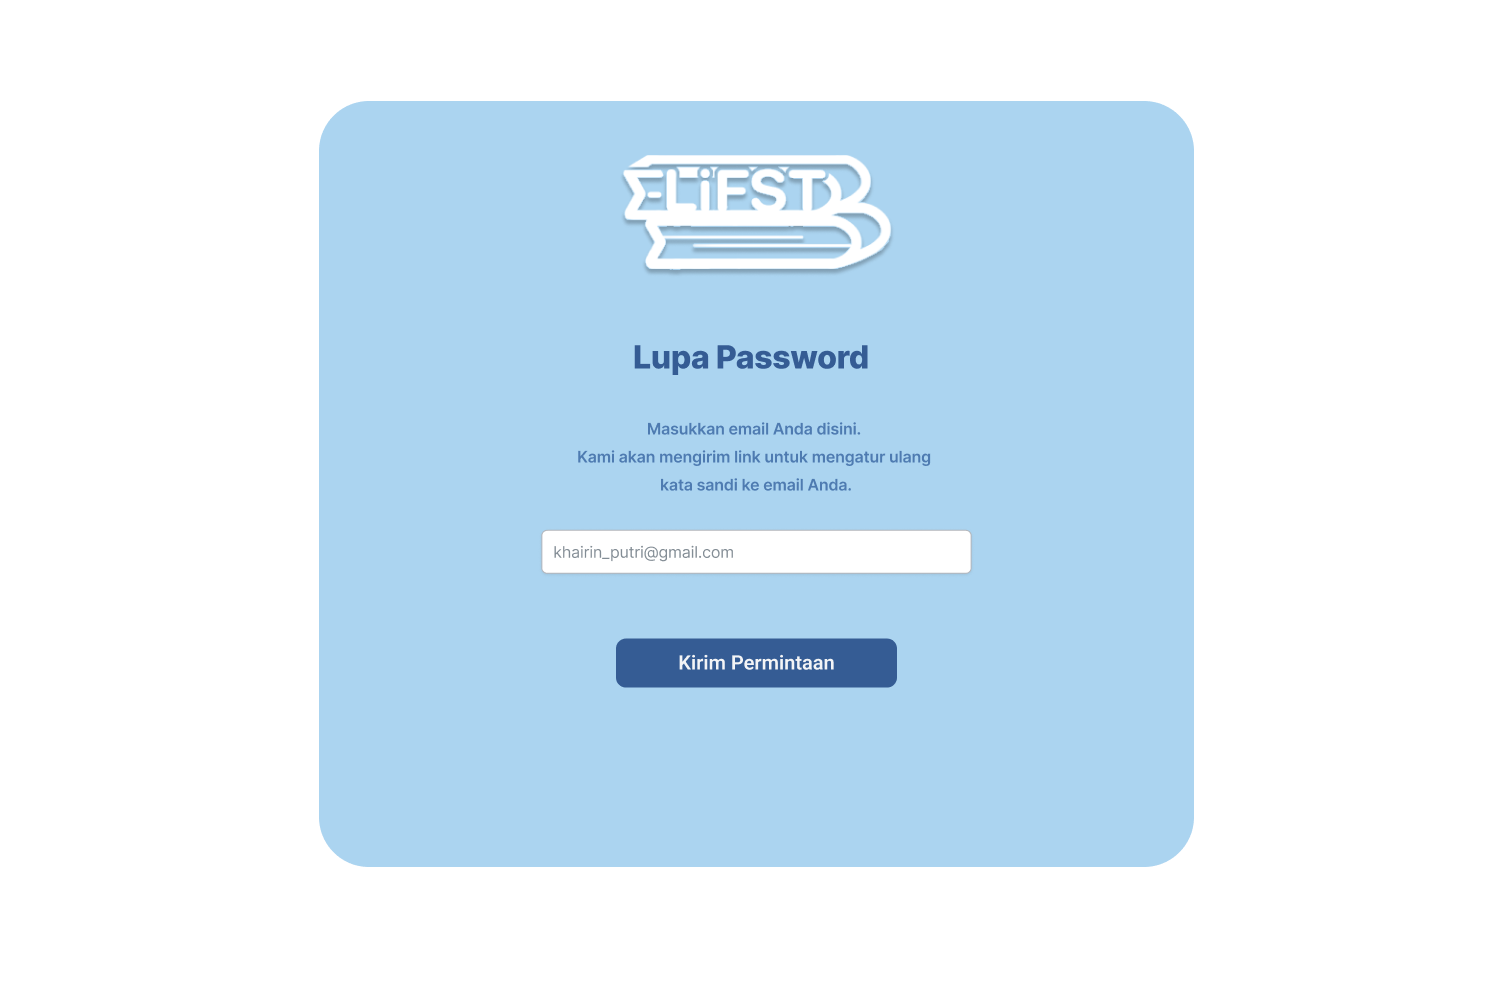 E-LiFST
Lupa Password
Masukkan email Anda disini.
Kami akan mengirim link untuk mengatur ulang
kata sandi ke email Anda.
khairin_putri@gmail.com
Kirim Permintaan